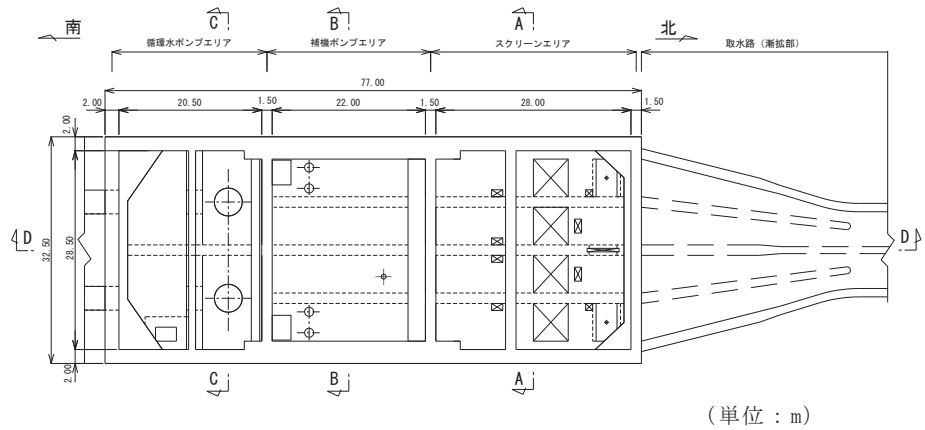 C B A
南 北
循環水ポンプエリア 補機ポンプエリア スクリーンエリア 取水路（漸拡部）
77.00
2.00 20.50 1.50 22.00 1.50 28.00 1.50
2.00
D D
32.50 28.50
2.00
C B A
(単位：m)